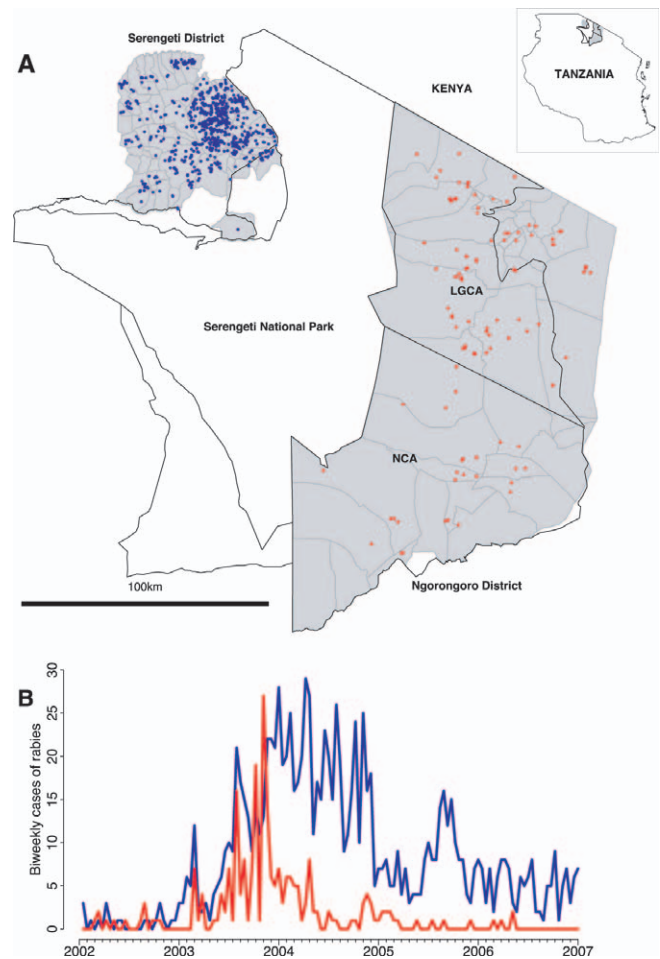 Serengeti District
A
KENYA
TANZANIA
LGCA
Serengeti National Park
NCA
100km
Ngorongoro District
B
Biweekly cases of rabies
30
25
20
15
10
5
0
2002 2003 2004 2005 2006 2007